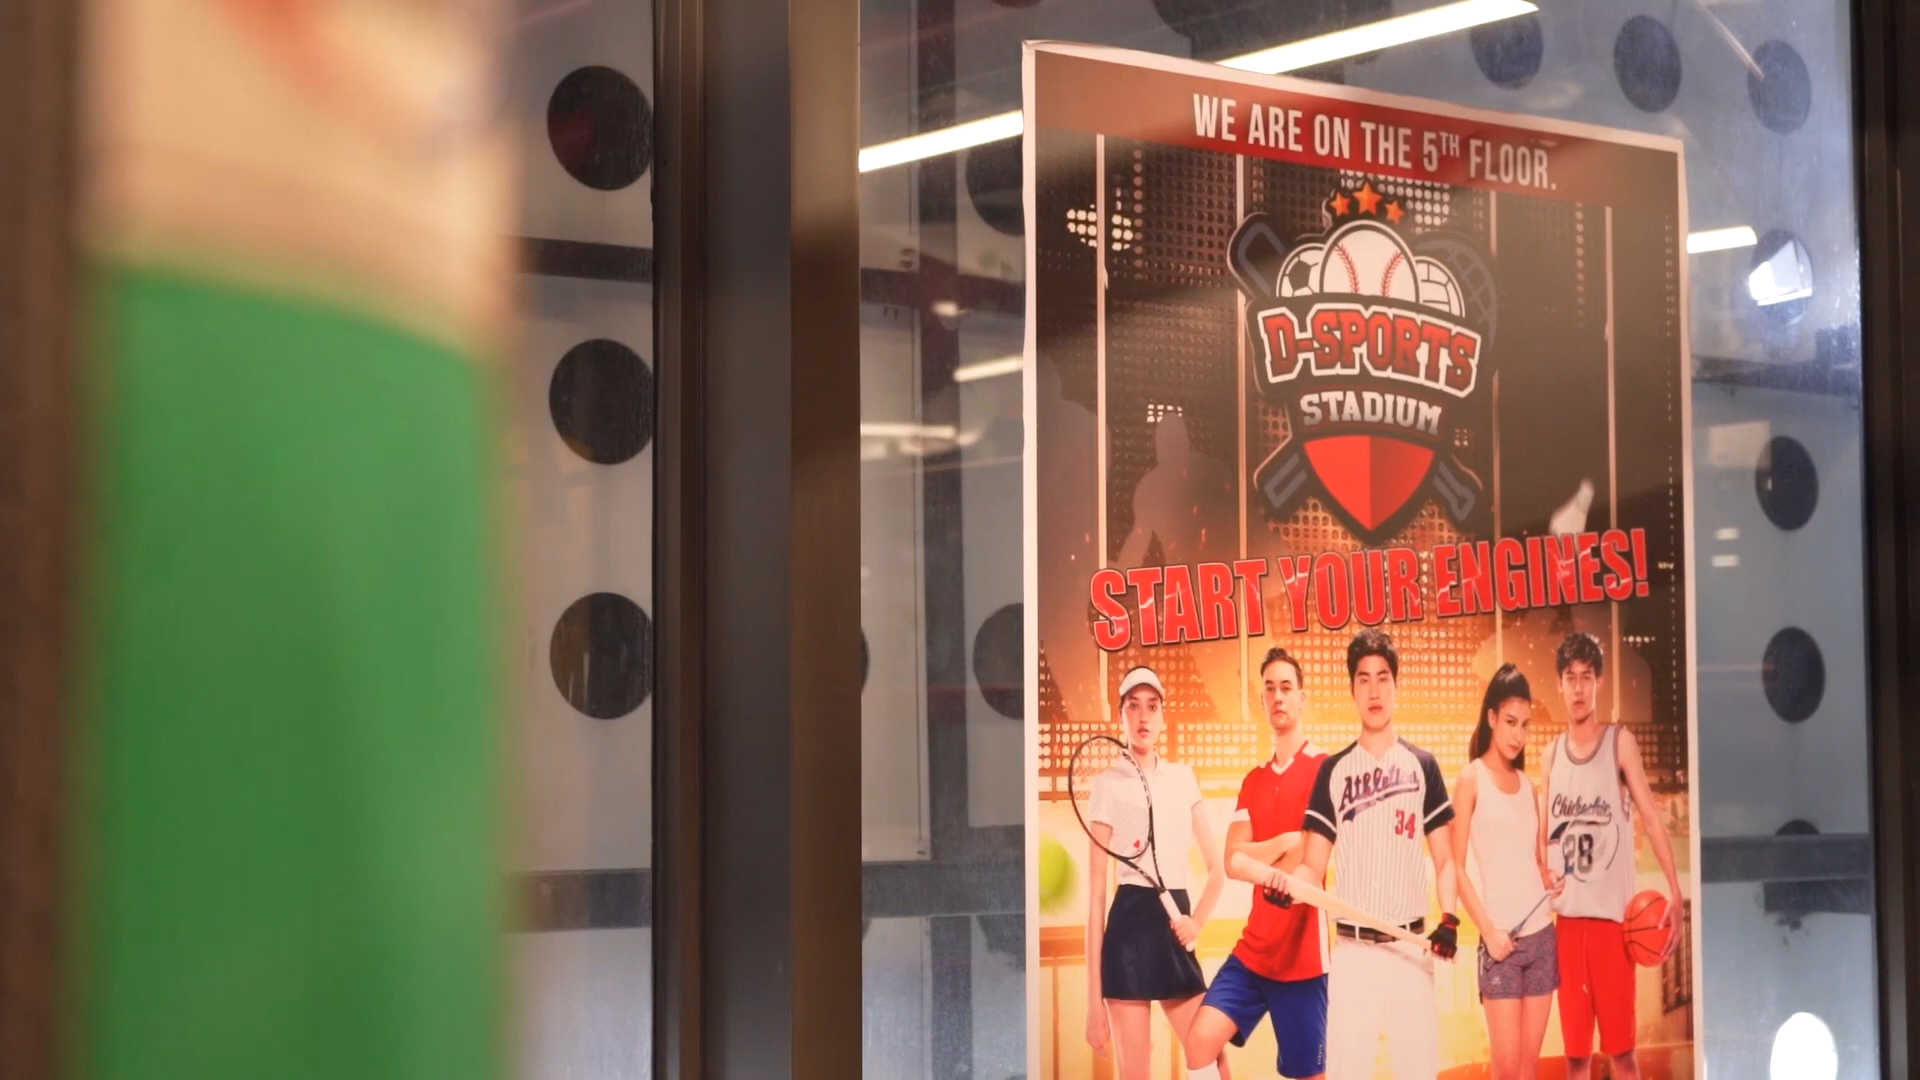 WE ARE ON THE 5TH FLOOR.
D-SPORTS
STADIUM
START YOUR ENGINES!
Athletics
34
28